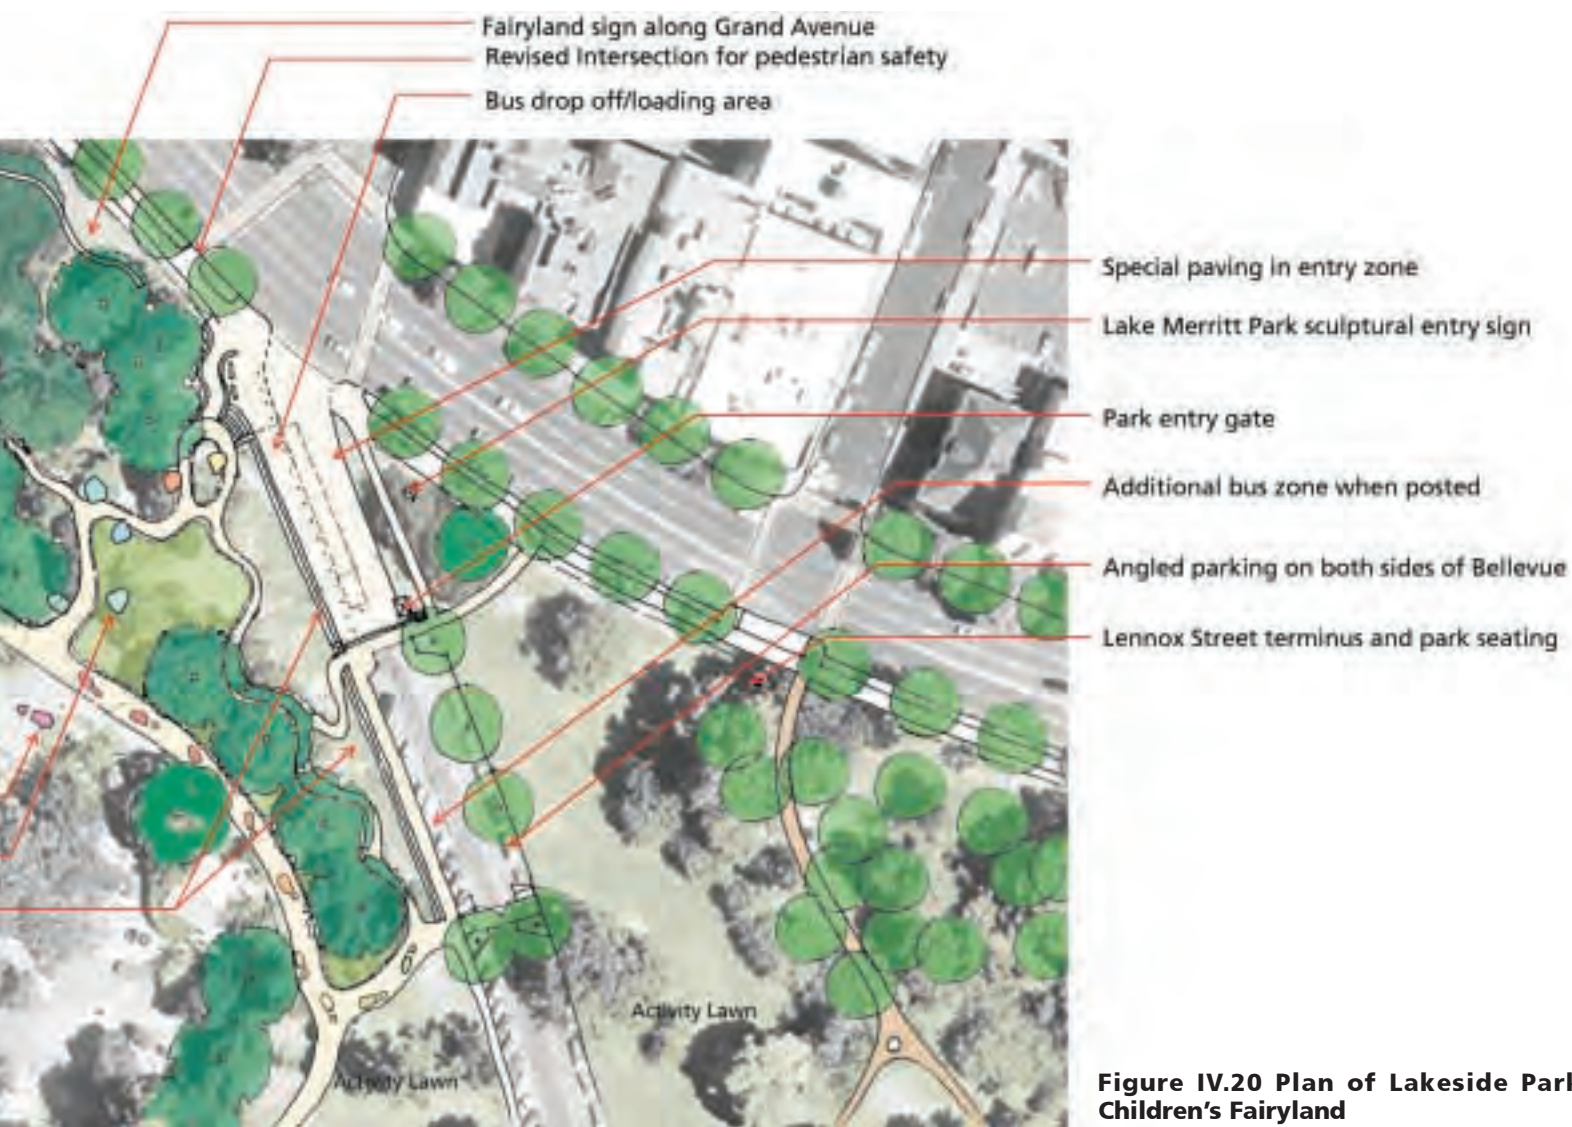 Fairyland sign along Grand Avenue
Revised Intersection for pedestrian safety
Bus drop off/loading area
Special paving in entry zone
Lake Merritt Park sculptural entry sign
Park entry gate
Additional bus zone when posted
Angled parking on both sides of Bellevue
Lennox Street terminus and park seating
Activity Lawn
Activity Lawn
Figure IV.20 Plan of Lakeside Park
Children's Fairyland